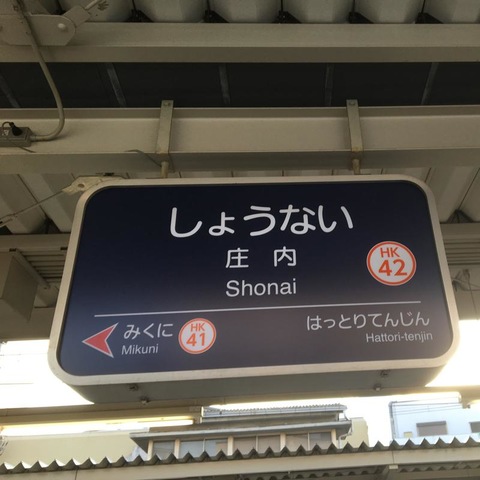 しょうない
庄内
Shonai
HK
42
みくに
Mikuni
HK
41
はっとりてんじん
Hattori-tenjin